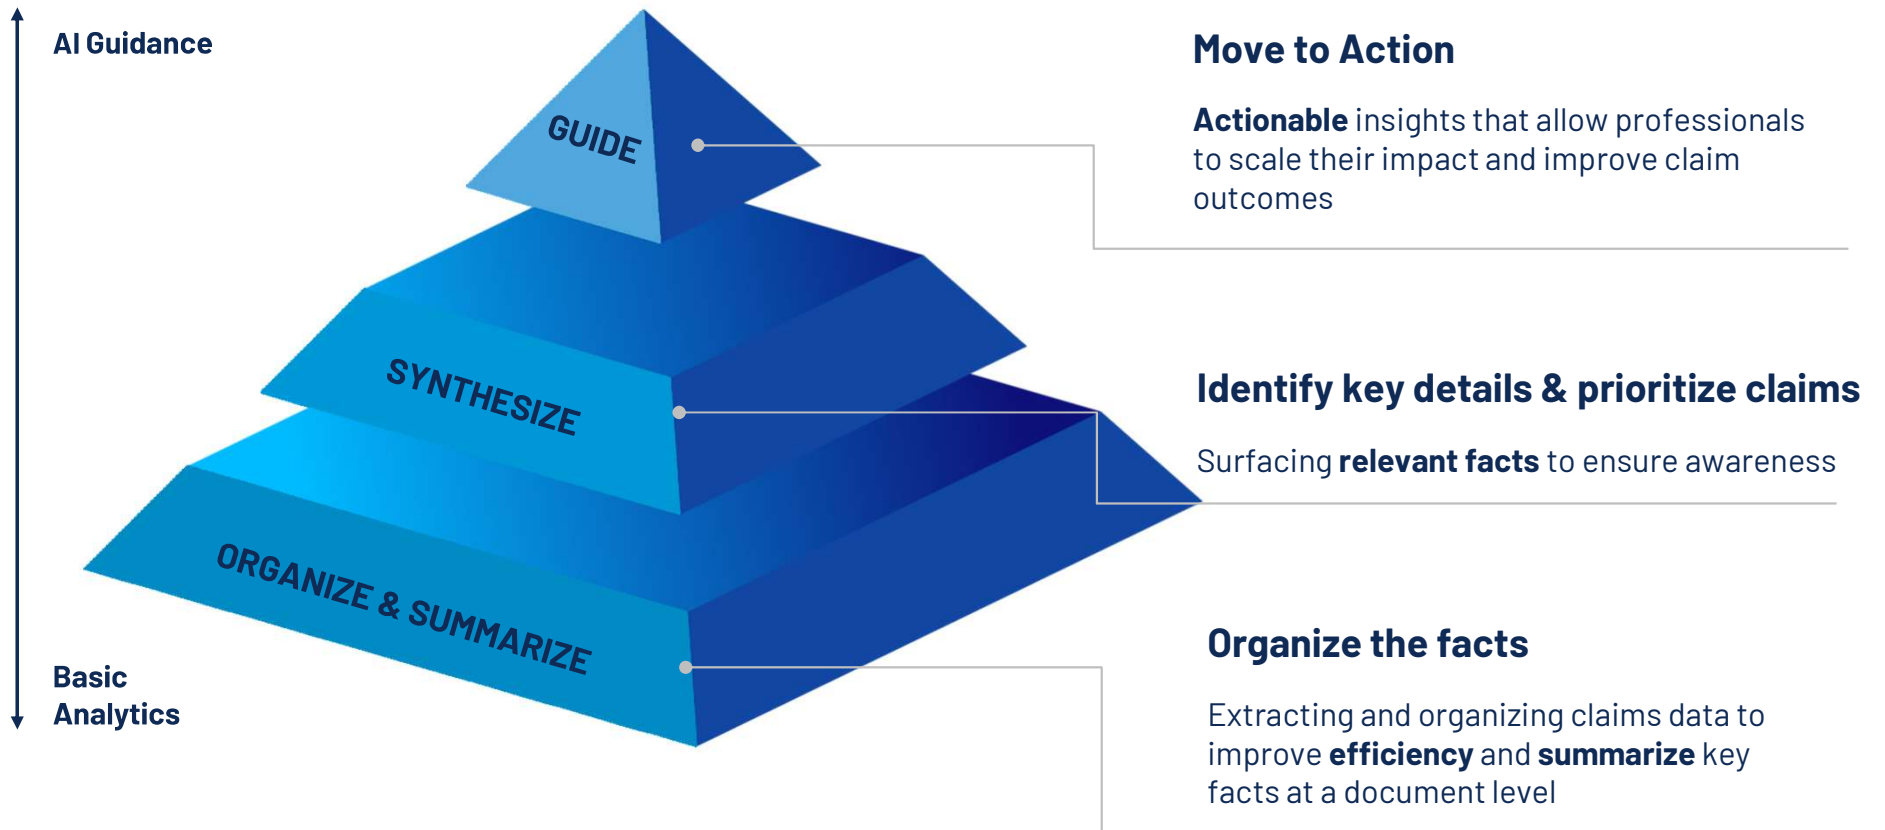 AI Guidance
GUIDE
Move to Action
Actionable insights that allow professionals
to scale their impact and improve claim
outcomes
SYNTHESIZE
Identify key details & prioritize claims
Surfacing relevant facts to ensure awareness
ORGANIZE & SUMMARIZE
Organize the facts
Extracting and organizing claims data to
improve efficiency and summarize key
facts at a document level
Basic
Analytics